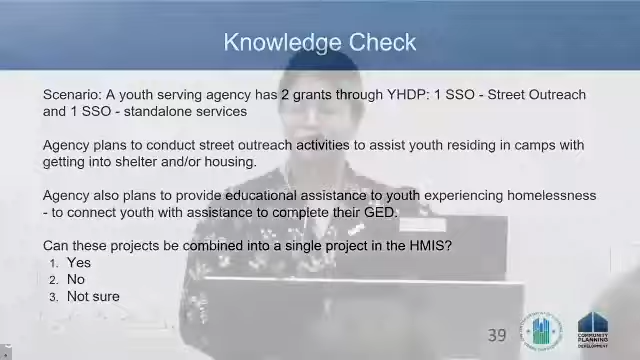 Knowledge Check
Scenario: A youth serving agency has 2 grants through YHDP: 1 SSO - Street Outreach
and 1 SSO - standalone services
Agency plans to conduct street outreach activities to assist youth residing in camps with
getting into shelter and/or housing.
Agency also plans to provide educational assistance to youth experiencing homelessness
- to connect youth with assistance to complete their GED.
Can these projects be combined into a single project in the HMIS?
1. Yes
2. No
3. Not sure
39
COMMUNITY
PLANNING
DEVELOPMENT